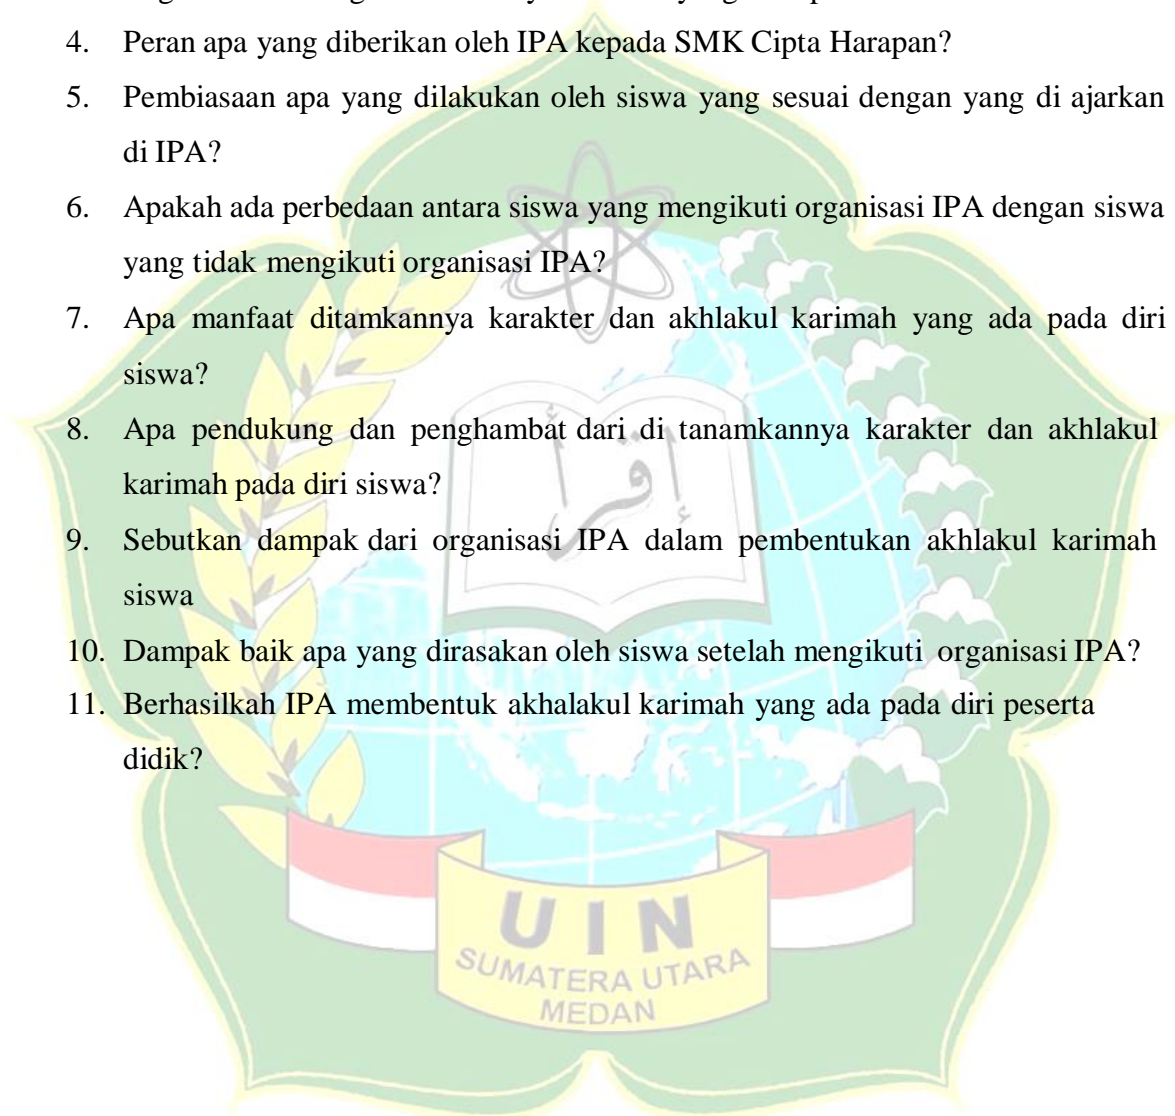 4. Peran apa yang diberikan oleh IPA kepada SMK Cipta Harapan?
5. Pembiasaan apa yang dilakukan oleh siswa yang sesuai dengan yang di ajarkan
di IPA?
6. Apakah ada perbedaan antara siswa yang mengikuti organisasi IPA dengan siswa
yang tidak mengikuti organisasi IPA?
7. Apa manfaat ditamkannya karakter dan akhlakul karimah yang ada pada diri
siswa?
8. Apa pendukung dan penghambat dari di tanamkannya karakter dan akhlakul
karimah pada diri siswa?
9. Sebutkan dampak dari organisasi IPA dalam pembentukan akhlakul karimah
siswa
10. Dampak baik apa yang dirasakan oleh siswa setelah mengikuti organisasi IPA?
11. Berhasilkah IPA membentuk akhalakul karimah yang ada pada diri peserta
didik?
إقرأ
UIN
SUMATERA UTARA
MEDAN